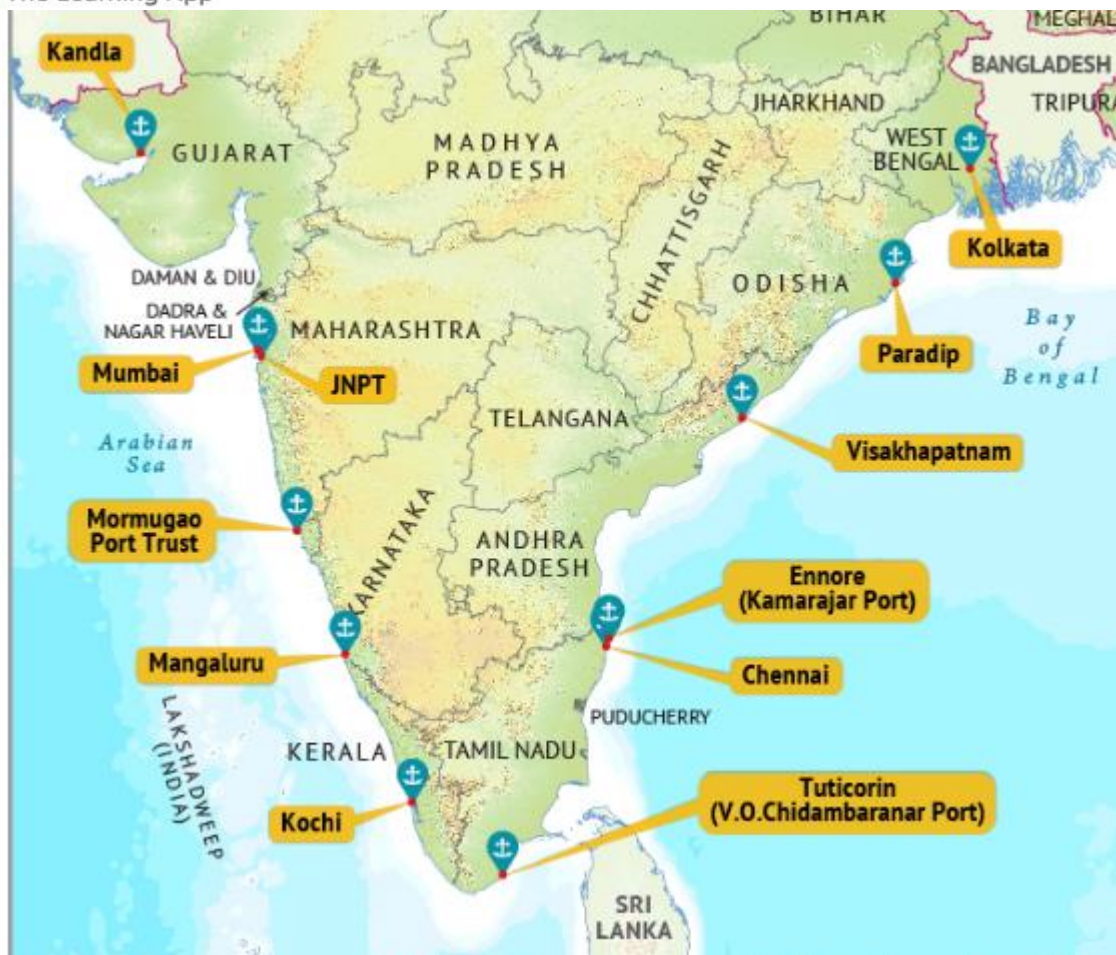 BIHAR
MEGHAL
Kandla
BANGLADESH
JHARKHAND
TRIPURA
GUJARAT
MADHYA
PRADESH
WEST
BENGAL
CHHATTISGARH
Kolkata
DAMAN & DIU
ODISHA
DADRA &
NAGAR HAVELI
MAHARASHTRA
Bay
of
Bengal
Mumbai
JNPT
Paradip
TELANGANA
Arabian
Sea
Visakhapatnam
Mormugao
Port Trust
KARNATAKA
ANDHRA
PRADESH
Ennore
(Kamarajar Port)
Mangaluru
Chennai
PUDUCHERRY
LAKSHADWEEP
(INDIA)
KERALA
TAMIL NADU
Tuticorin
(V.O.Chidambaranar Port)
Kochi
SRI
LANKA